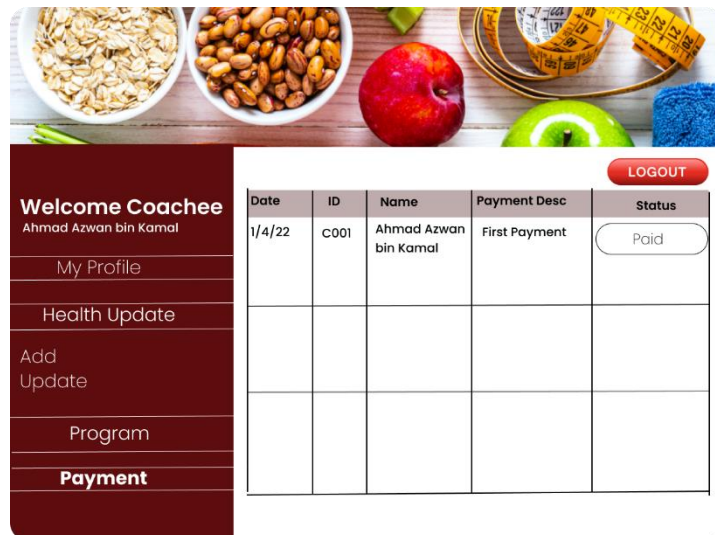 LOGOUT
Welcome Coachee
Ahmad Azwan bin Kamal
My Profile
Health Update
Add
Update
Program
Payment
Date ID Name Payment Desc Status
1/4/22 C001 Ahmad Azwan First Payment Paid
bin Kamal